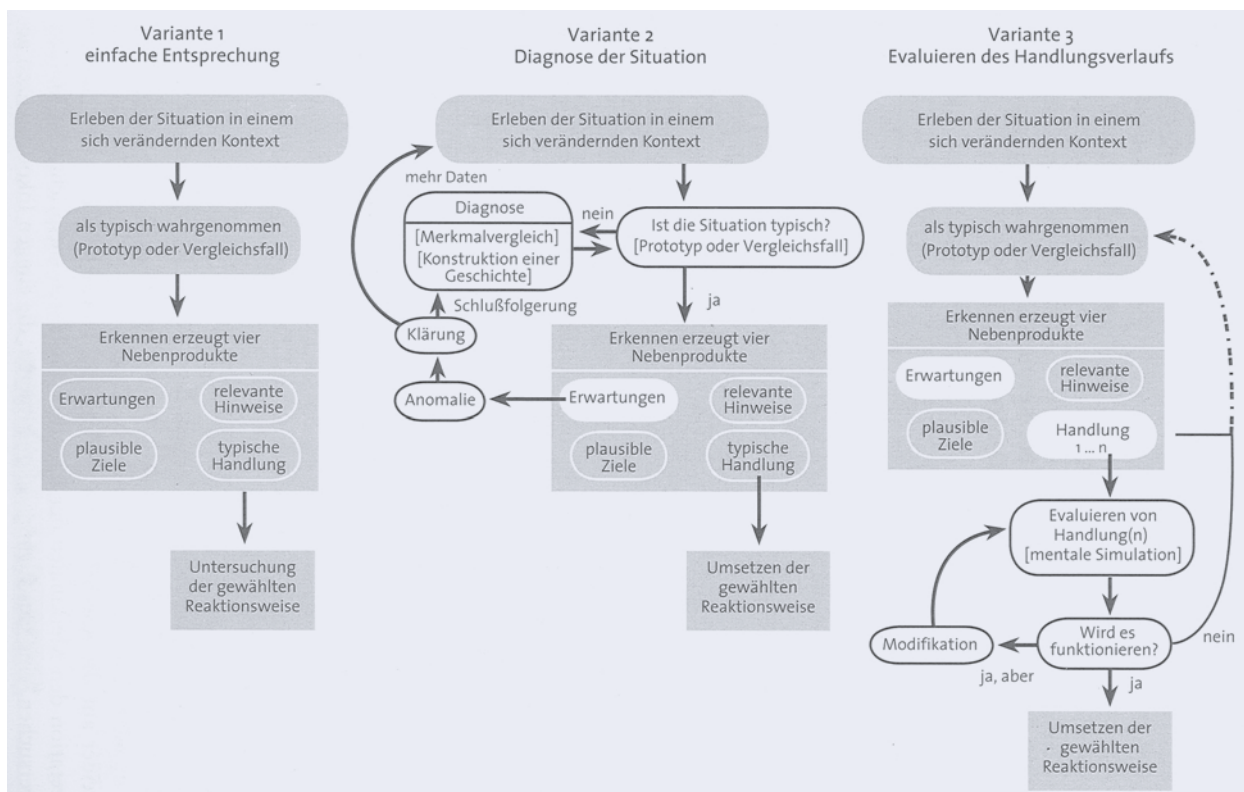 Variante 1
einfache Entsprechung
Erleben der Situation in einem
sich verändernden Kontext
als typisch wahrgenommen
(Prototyp oder Vergleichsfall)
Erkennen erzeugt vier
Nebenprodukte
Erwartungen
relevante
Hinweise
plausible
Ziele
typische
Handlung
Untersuchung
der gewählten
Reaktionsweise
Variante 2
Diagnose der Situation
Erleben der Situation in einem
sich verändernden Kontext
mehr Daten
Diagnose
[Merkmalvergleich]
[Konstruktion einer
Geschichte]
nein
Ist die Situation typisch?
[Prototyp oder Vergleichsfall]
ja
Schlußfolgerung
Klärung
Anomalie
Erkennen erzeugt vier
Nebenprodukte
Erwartungen
relevante
Hinweise
plausible
Ziele
typische
Handlung
Umsetzen der
gewählten
Reaktionsweise
Variante 3
Evaluieren des Handlungsverlaufs
Erleben der Situation in einem
sich verändernden Kontext
als typisch wahrgenommen
(Prototyp oder Vergleichsfall)
Erkennen erzeugt vier
Nebenprodukte
Erwartungen
relevante
Hinweise
plausible
Ziele
Handlung
1 ... n
Evaluieren von
Handlung(n)
[mentale Simulation]
Modifikation
Wird es
funktionieren?
nein
ja, aber
ja
Umsetzen der
gewählten
Reaktionsweise